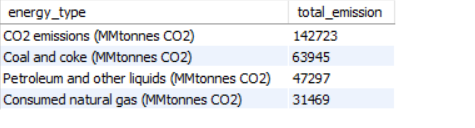 energy_type total_emission
CO2 emissions (MMtonnes CO2) 142723
Coal and coke (MMtonnes CO2) 63945
Petroleum and other liquids (MMtonnes CO2) 47297
Consumed natural gas (MMtonnes CO2) 31469